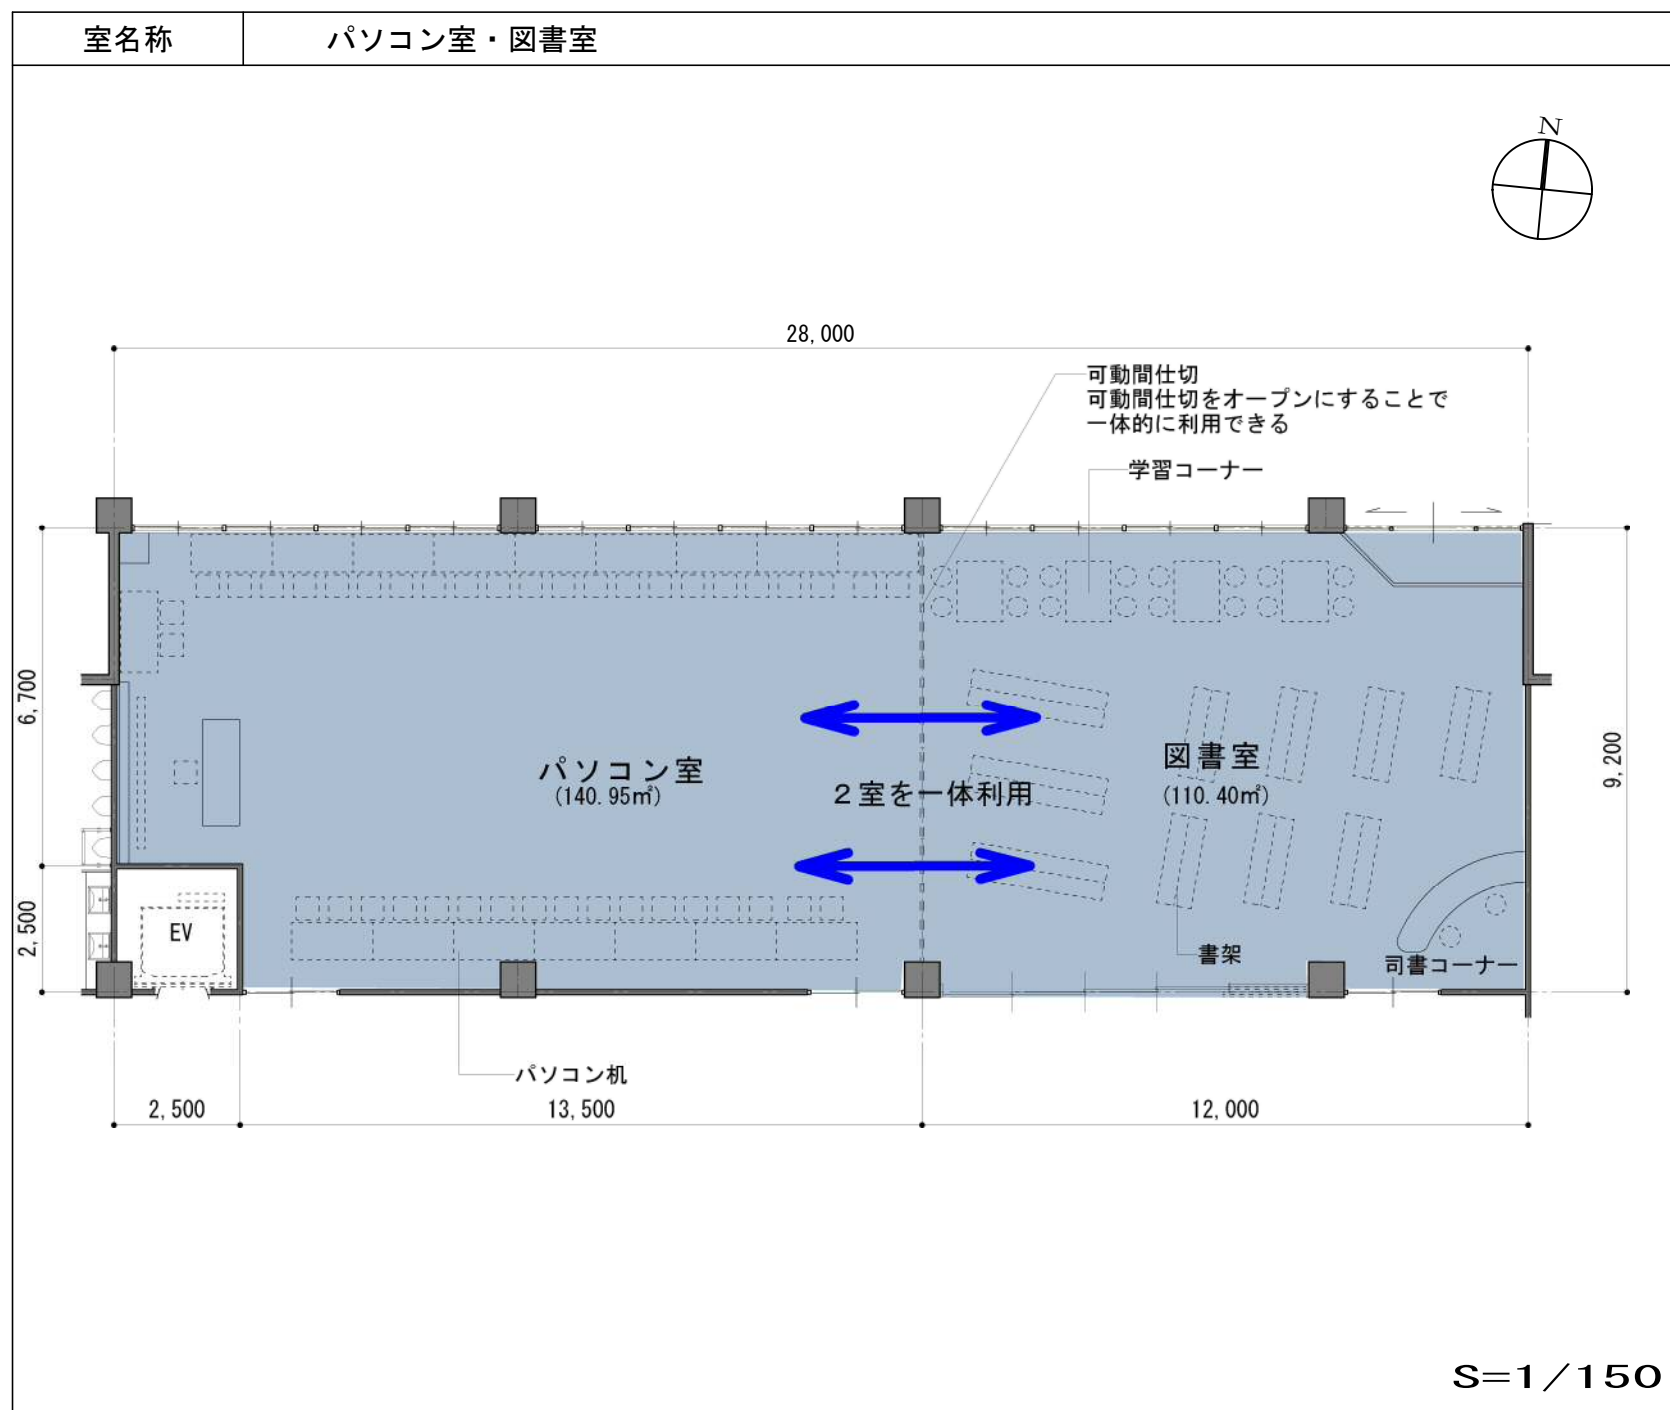 室名称
パソコン室・図書室
N
28,000
可動間仕切
可動間仕切をオープンにすることで
一体的に利用できる
学習コーナー
6,700
9,200
パソコン室
(140.95㎡)
2室を一体利用
図書室
(110.40㎡)
2,500
EV
書架
司書コーナー
パソコン机
2,500
13,500
12,000
S=1/150